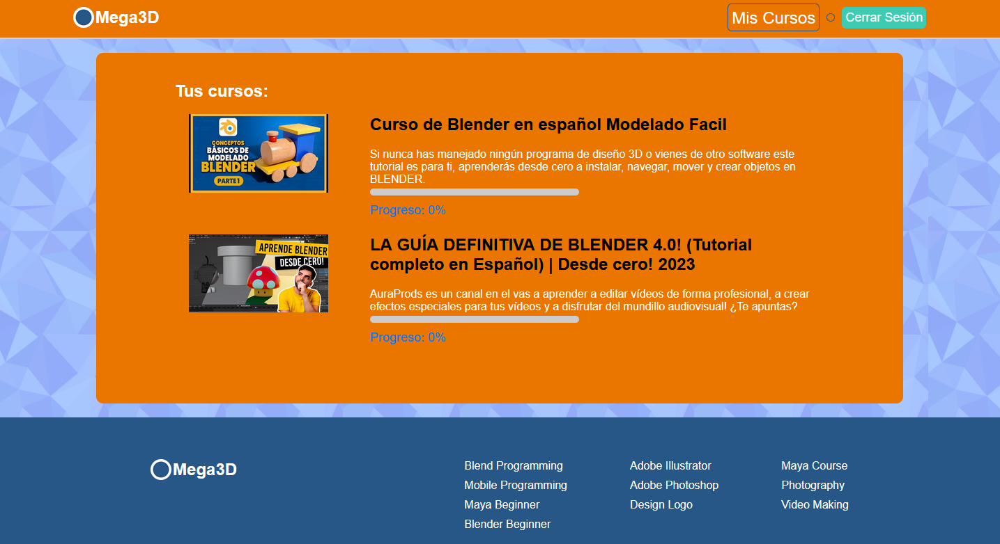 Mega3D
Mis Cursos
Cerrar Sesión
Tus cursos:
CONCEPTOS
BÁSICOS DE
MODELADO
BLENDER
PARTE 1
Curso de Blender en español Modelado Facil
Si nunca has manejado ningún programa de diseño 3D o vienes de otro software este
tutorial es para ti, aprenderás desde cero a instalar, navegar, mover y crear objetos en
BLENDER.
Progreso: 0%
APRENDE BLENDER
DESDE CERO!
LA GUÍA DEFINITIVA DE BLENDER 4.0! (Tutorial
completo en Español) | Desde cero! 2023
AuraProds es un canal en el vas a aprender a editar vídeos de forma profesional, a crear
efectos especiales para tus vídeos y a disfrutar del mundillo audiovisual! ¿Te apuntas?
Progreso: 0%
Mega3D
Blend Programming
Mobile Programming
Maya Beginner
Blender Beginner
Adobe Illustrator
Adobe Photoshop
Design Logo
Maya Course
Photography
Video Making